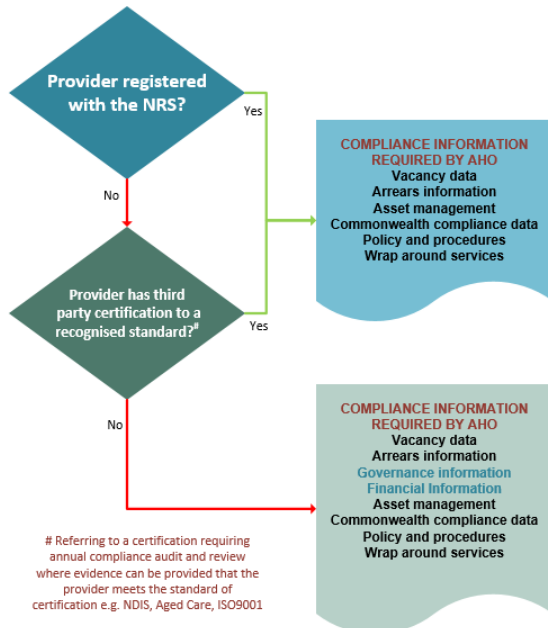 Provider registered
with the NRS?
Yes
No
COMPLIANCE INFORMATION
REQUIRED BY AHO
Vacancy data
Arrears information
Asset management
Commonwealth compliance data
Policy and procedures
Wrap around services
Provider has third
party certification to a
recognised standard?#
Yes
No
COMPLIANCE INFORMATION
REQUIRED BY AHO
Vacancy data
Arrears information
Governance information
Financial Information
Asset management
Commonwealth compliance data
Policy and procedures
Wrap around services
# Referring to a certification requiring
annual compliance audit and review
where evidence can be provided that the
provider meets the standard of
certification e.g. NDIS, Aged Care, ISO9001